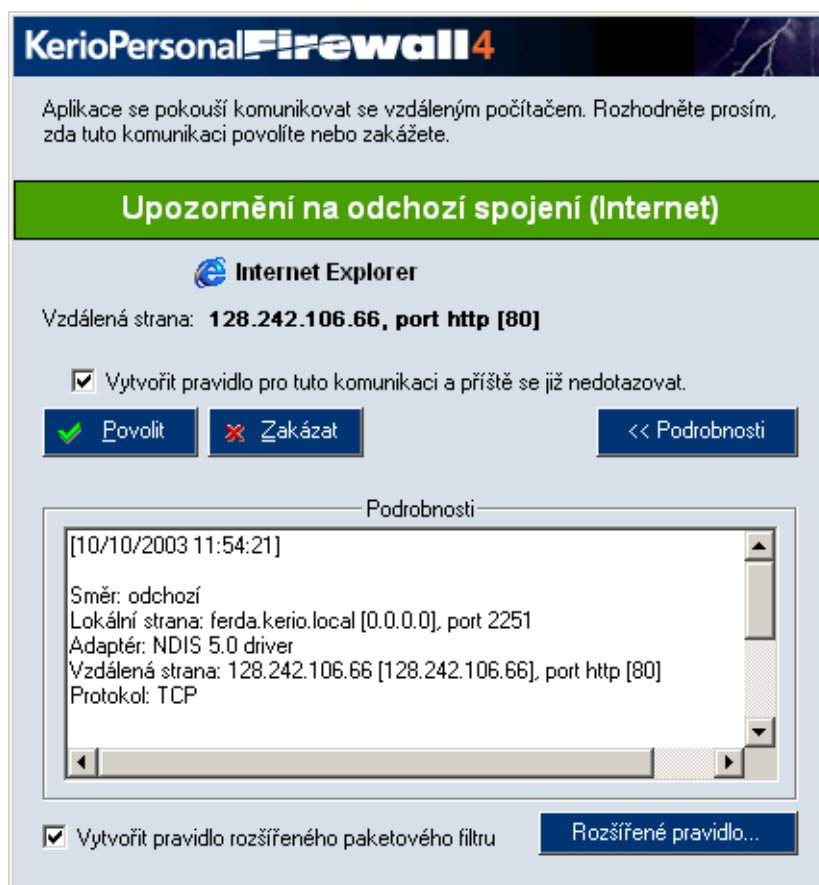 KerioPersonalFirewall4
Aplikace se pokouší komunikovat se vzdáleným počítačem. Rozhodněte prosím,
zda tuto komunikaci povolíte nebo zakážete.
Upozornění na odchozí spojení (Internet)
Internet Explorer
Vzdálená strana: 128.242.106.66, port http [80]
Vytvořit pravidlo pro tuto komunikaci a příště se již nedotazovat.
Povolit Zakázat << Podrobnosti
Podrobnosti
[10/10/2003 11:54:21]
Směr: odchozí
Lokální strana: ferda.kerio.local [0.0.0.0], port 2251
Adaptér: NDIS 5.0 driver
Vzdálená strana: 128.242.106.66 [128.242.106.66], port http [80]
Protokol: TCP
Vytvořit pravidlo rozšířeného paketového filtru Rozšířené pravidlo...